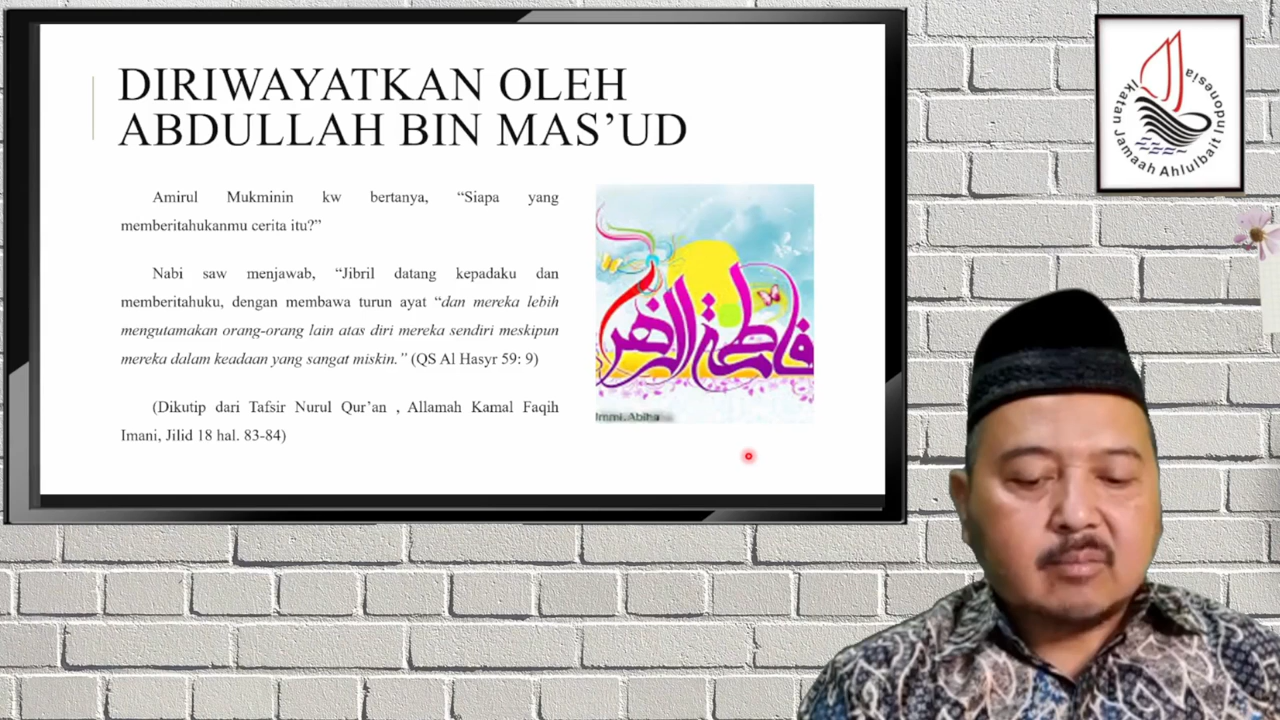 DIRIWAYATKAN OLEH
ABDULLAH BIN MAS’UD
Amirul Mukminin kw bertanya, “Siapa yang
memberitahukanmu cerita itu?”
Nabi saw menjawab, “Jibril datang kepadaku dan
memberitahuku, dengan membawa turun ayat “dan mereka lebih
mengutamakan orang-orang lain atas diri mereka sendiri meskipun
mereka dalam keadaan yang sangat miskin.” (QS Al Hasyr 59: 9)
(Dikutip dari Tafsir Nurul Qur’an , Allamah Kamal Faqih
Imani, Jilid 18 hal. 83-84)
فاطمة الزهرا
Immi.Abiha
Ikatan Jamaah Ahlulbait Indonesia